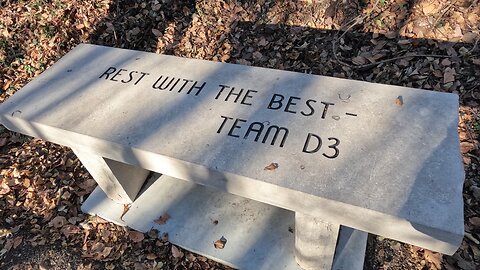 REST WITH THE BEST -
TEAM D3